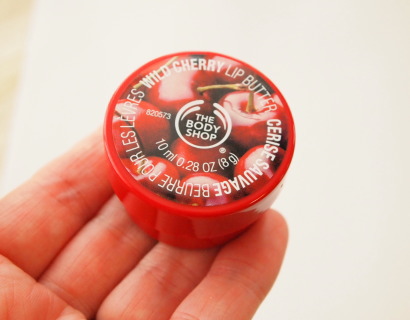 WILD CHERRY LIP BUTTER
CERISE SAUVAGE BEURRE POUR LES LÈVRES
820573
THE
BODY
SHOP
®
10 ml 0.28 OZ (8 g)